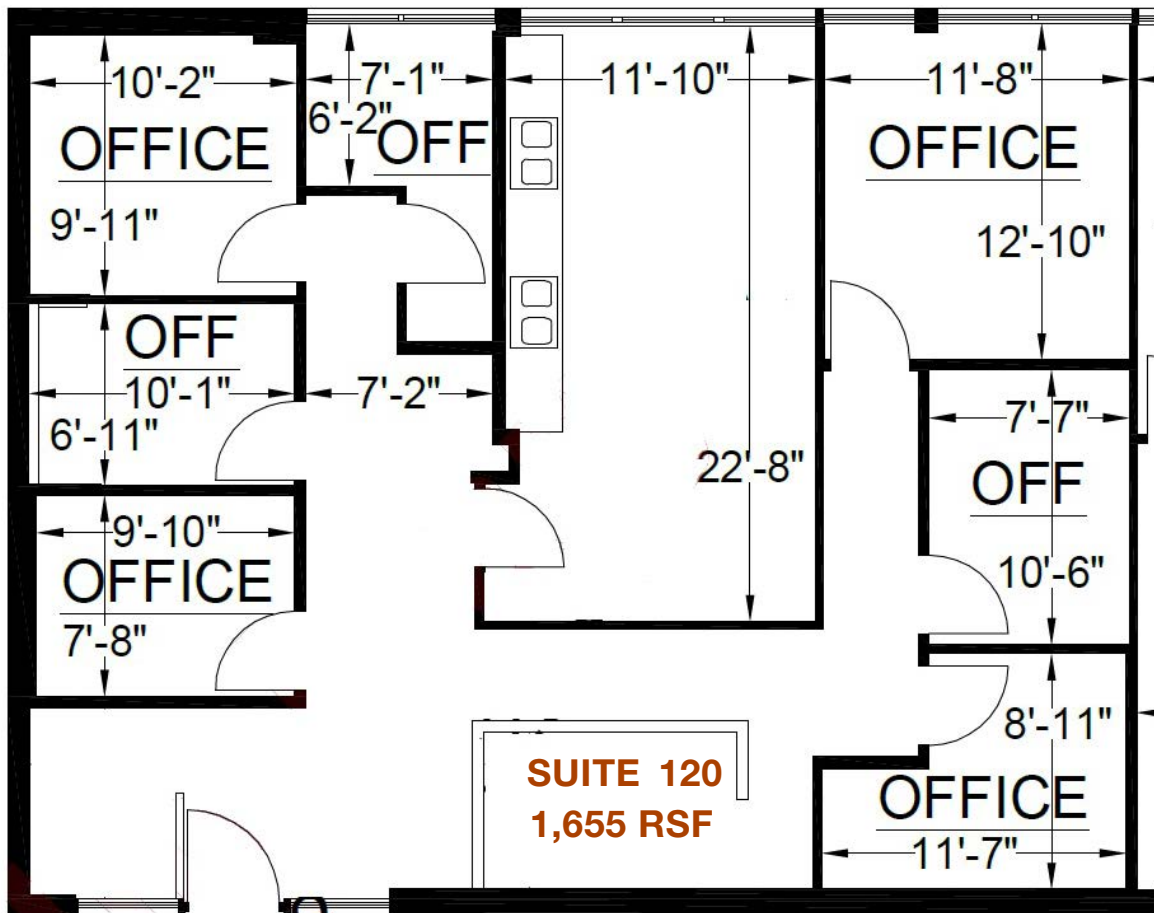 10'-2"
7'-1"
11'-10"
11'-8"
6'-2"
OFFICE
OFF
OFFICE
9'-11"
12'-10"
OFF
10'-1"
7'-2"
7'-7"
6'-11"
22'-8"
OFF
9'-10"
10'-6"
OFFICE
7'-8"
8'-11"
SUITE 120
OFFICE
1,655 RSF
11'-7"